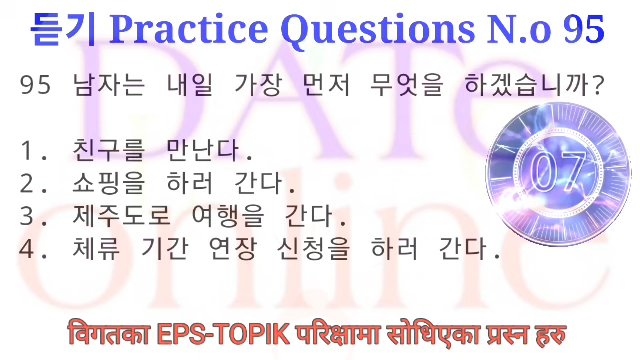 듣기 Practice Questions N.o 95
95 남자는 내일 가장 먼저 무엇을 하겠습니까?
1. 친구를 만난다.
2. 쇼핑을 하러 간다.
3. 제주도로 여행을 간다.
4. 체류 기간 연장 신청을 하러 간다.
07
DATe
online
विगतका EPS-TOPIK परिक्षामा सोधिएका प्रस्न हरु